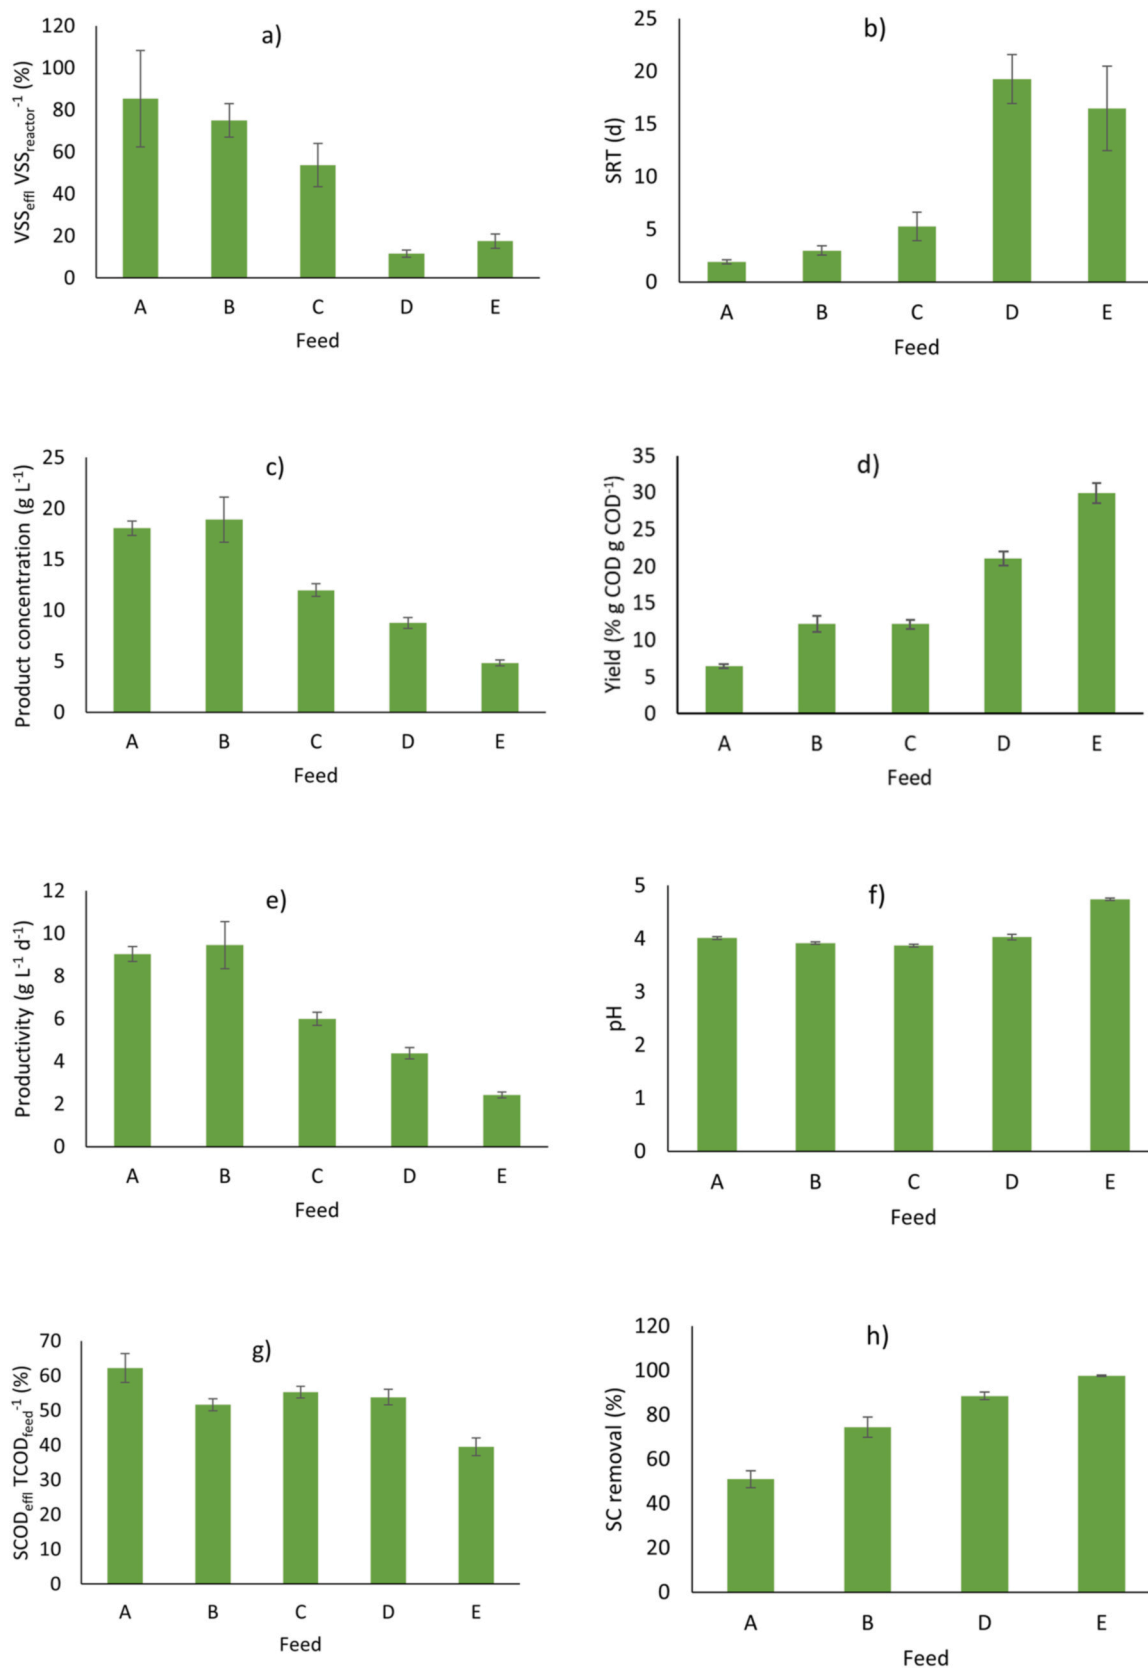 a)
VSS_effl VSS_reactor^-1 (%)
120
100
80
60
40
20
0
A B C D E
Feed
b)
SRT (d)
25
20
15
10
5
0
A B C D E
Feed
c)
Product concentration (g L^-1)
25
20
15
10
5
0
A B C D E
Feed
d)
Yield (% g COD g COD^-1)
35
30
25
20
15
10
5
0
A B C D E
Feed
e)
Productivity (g L^-1 d^-1)
12
10
8
6
4
2
0
A B C D E
Feed
f)
pH
5
4
3
2
1
0
A B C D E
Feed
g)
SCOD_effl TCOD_feed^-1 (%)
70
60
50
40
30
20
10
0
A B C D E
Feed
h)
SC removal (%)
120
100
80
60
40
20
0
A B D E
Feed